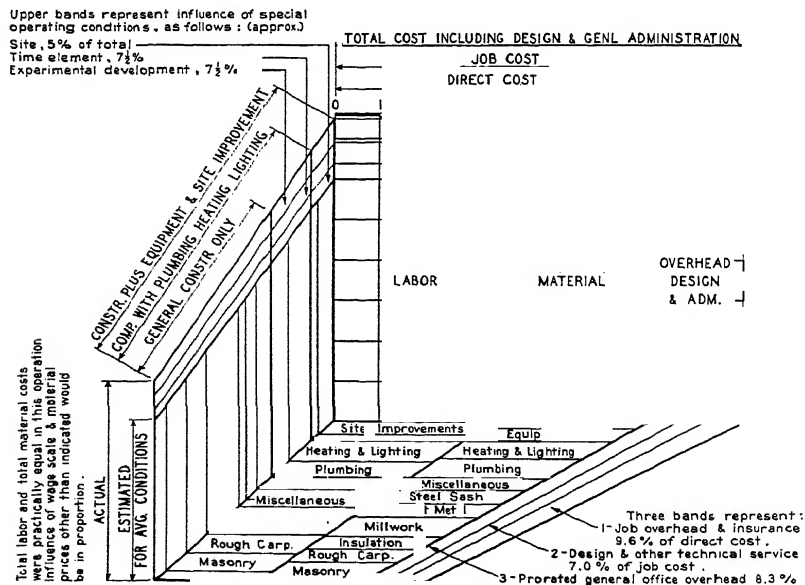 Upper bands represent influence of special
operating conditions, as follows : (approx.)
Site, 5% of total
Time element, 7½%
Experimental development, 7½%
TOTAL COST INCLUDING DESIGN & GENL ADMINISTRATION
JOB COST
DIRECT COST
0 1
CONSTR. PLUS EQUIPMENT & SITE IMPROVEMENT
COMP. WITH PLUMBING HEATING LIGHTING
GENERAL CONSTR ONLY
LABOR
MATERIAL
OVERHEAD
DESIGN
& ADM.
Total labor and total material costs
were practically equal in this operation
Influence of wage scale & material
prices other than indicated would
be in proportion.
ACTUAL
ESTIMATED
FOR AVG. CONDITIONS
Site Improvements
Equip
Heating & Lighting
Heating & Lighting
Plumbing
Plumbing
Miscellaneous
Miscellaneous
Steel Sash
Millwork
Rough Carp.
Insulation
Rough Carp.
Masonry
Masonry
Three bands represent:
1-Job overhead & insurance
9.6% of direct cost.
2-Design & other technical service
7.0% of job cost.
3-Prorated general office overhead 8.3%